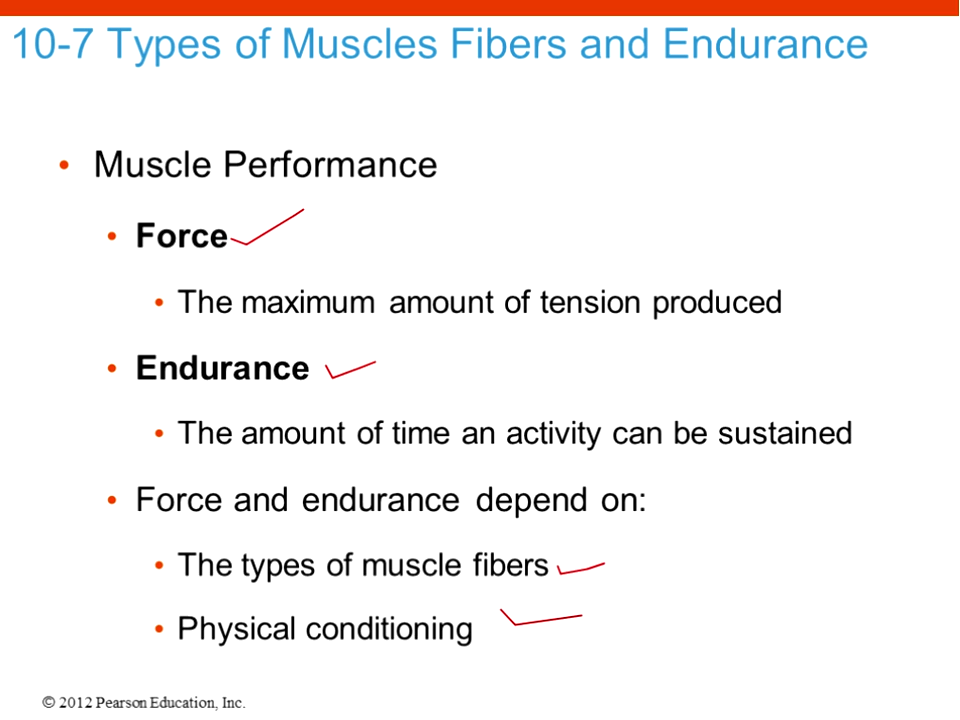 10-7 Types of Muscles Fibers and Endurance
• Muscle Performance
• Force
• The maximum amount of tension produced
• Endurance
• The amount of time an activity can be sustained
• Force and endurance depend on:
• The types of muscle fibers
• Physical conditioning
© 2012 Pearson Education, Inc.